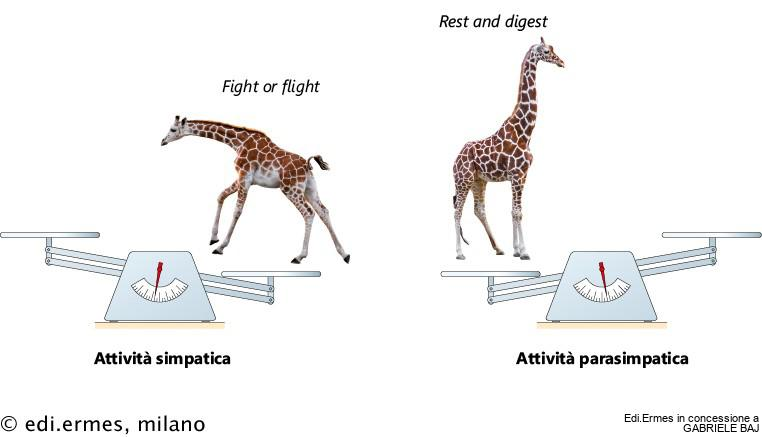 Rest and digest
Fight or flight
Attività simpatica
Attività parasimpatica
© edi.ermes, milano
Edi.Ermes in concessione a
GABRIELE BAJ